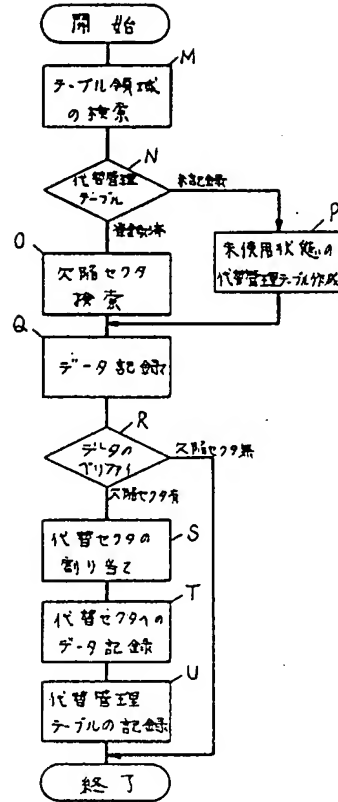 開始
M
テーブル領域
の検索
N
代替管理
テーブル
未記録
P
未使用状態の
代替管理テーブル作成
O
欠陥セクタ
検索
Q
データ記録
R
データの
ベリファイ
欠陥セクタ無
欠陥セクタ有
S
代替セクタの
割り当て
T
代替セクタへの
データ記録
U
代替管理
テーブルの記録
終了